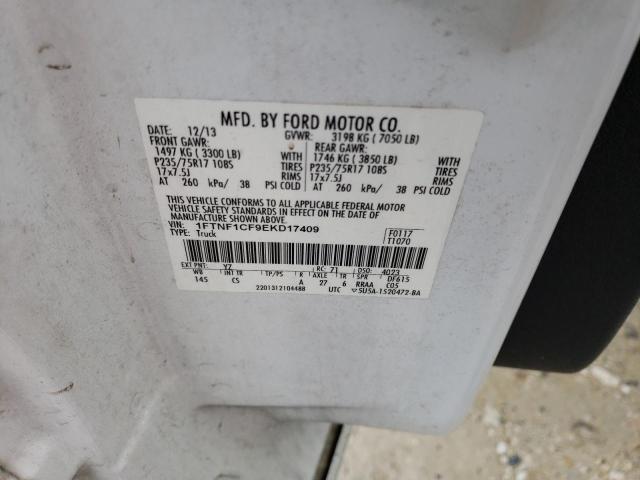 MFD. BY FORD MOTOR CO.
DATE: 12/13 GVWR: 3198 KG (7050 LB)
FRONT GAWR: REAR GAWR:
1497 KG (3300 LB) WITH 1746 KG (3850 LB) WITH
P235/75R17 108S TIRES P235/75R17 108S TIRES
17x7.5J RIMS 17x7.5J RIMS
AT 260 kPa/ 38 PSI COLD AT 260 kPa/ 38 PSI COLD
THIS VEHICLE CONFORMS TO ALL APPLICABLE FEDERAL MOTOR
VEHICLE SAFETY STANDARDS IN EFFECT ON THE DATE OF
MANUFACTURE SHOWN ABOVE.
VIN: 1FTNF1CF9EKD17409 F0117
TYPE: Truck T1070
EXT PNT: YZ RC: 71 DSO: 4023
WB INT TR TP/PS R AXLE TR SPR DF615
145 CS A 27 6 RRAA C05
2201312104488 UTC ▽5U5A-1520472-BA